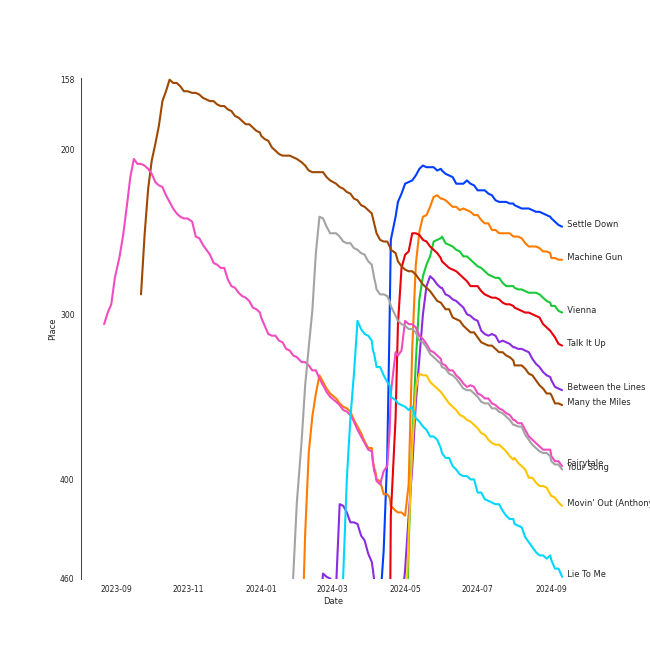 158
200
300
400
460
Place
2023-09
2023-11
2024-01
2024-03
2024-05
2024-07
2024-09
Date
Settle Down
Machine Gun
Vienna
Talk It Up
Between the Lines
Many the Miles
Fairytale
Your Song
Movin' Out (Anthony
Lie To Me